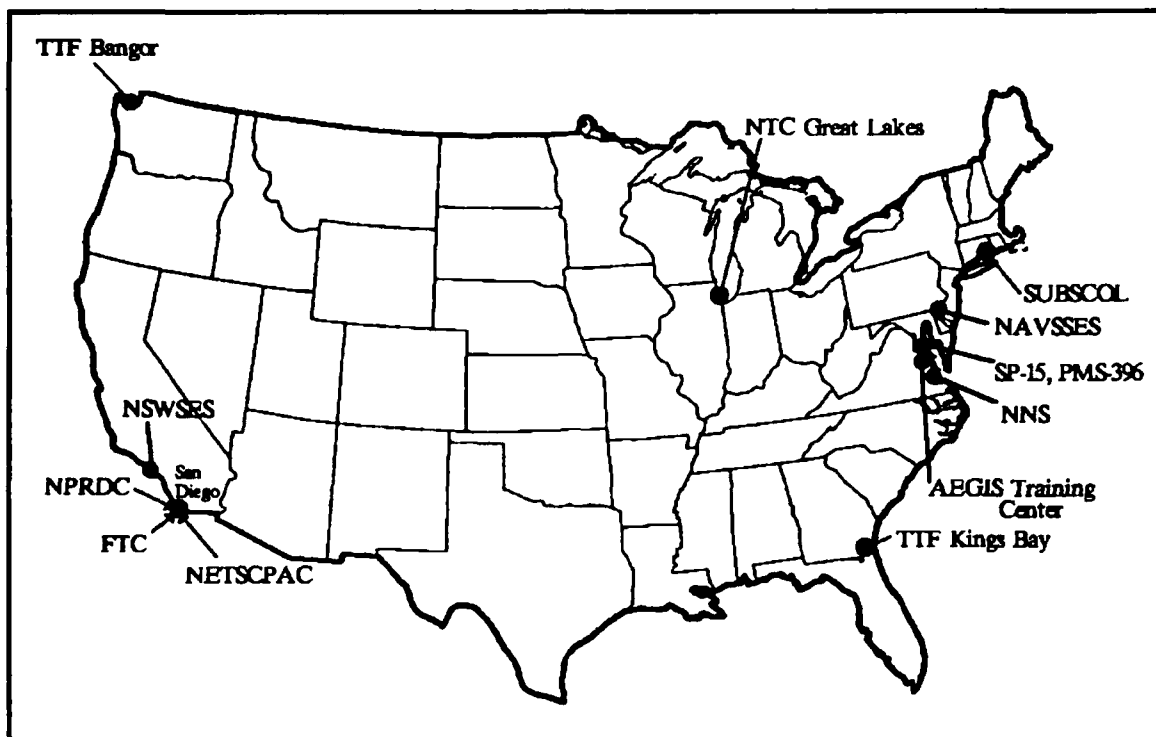 TTF Bangor
NTC Great Lakes
SUBSCOL
NAVSSES
SP-15, PMS-396
NNS
NSWSES
San
Diego
NPRDC
AEGIS Training
Center
FTC
TTF Kings Bay
NETSCPAC